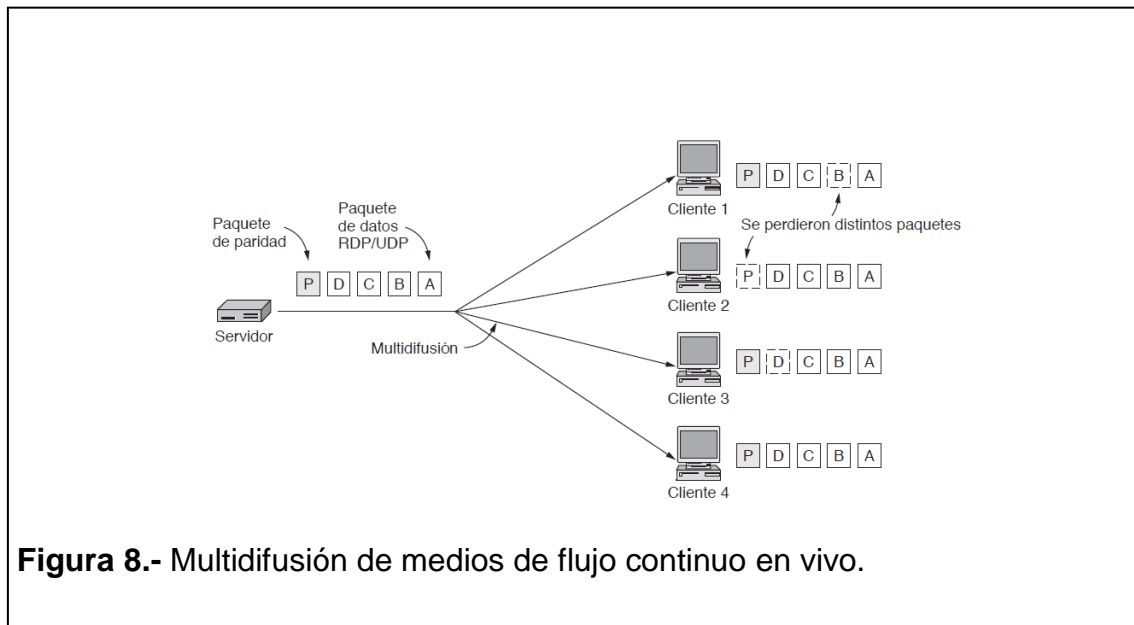 Paquete
de paridad
Paquete
de datos
RDP/UDP
P D C B A
Servidor
Multidifusión
P D C B A
Cliente 1
Se perdieron distintos paquetes
P D C B A
Cliente 2
P D C B A
Cliente 3
P D C B A
Cliente 4
Figura 8.- Multidifusión de medios de flujo continuo en vivo.